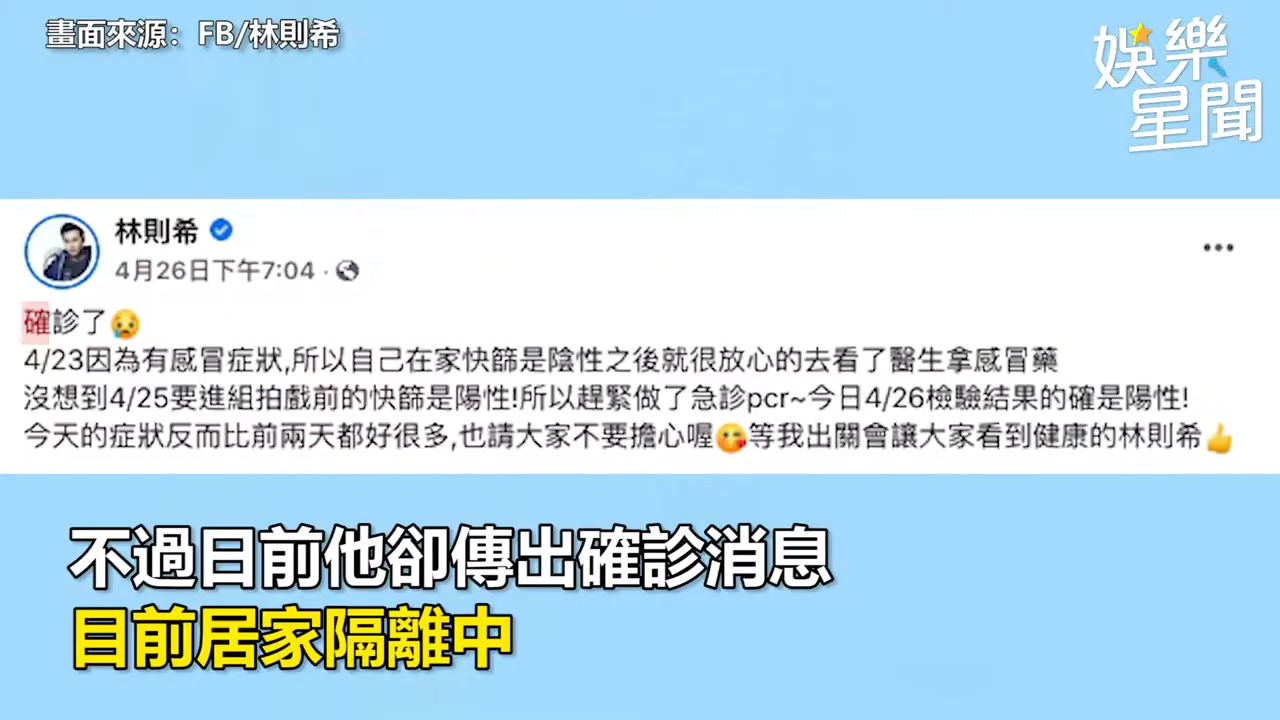 畫面來源：FB/林則希
娛樂
星聞
林則希
4月26日下午7:04 ·
確診了😥
4/23因為有感冒症狀,所以自己在家快篩是陰性之後就很放心的去看了醫生拿感冒藥
沒想到4/25要進組拍戲前的快篩是陽性!所以趕緊做了急診pcr~今日4/26檢驗結果的確是陽性!
今天的症狀反而比前兩天都好很多,也請大家不要擔心喔😘等我出關會讓大家看到健康的林則希👍
不過日前他卻傳出確診消息
目前居家隔離中